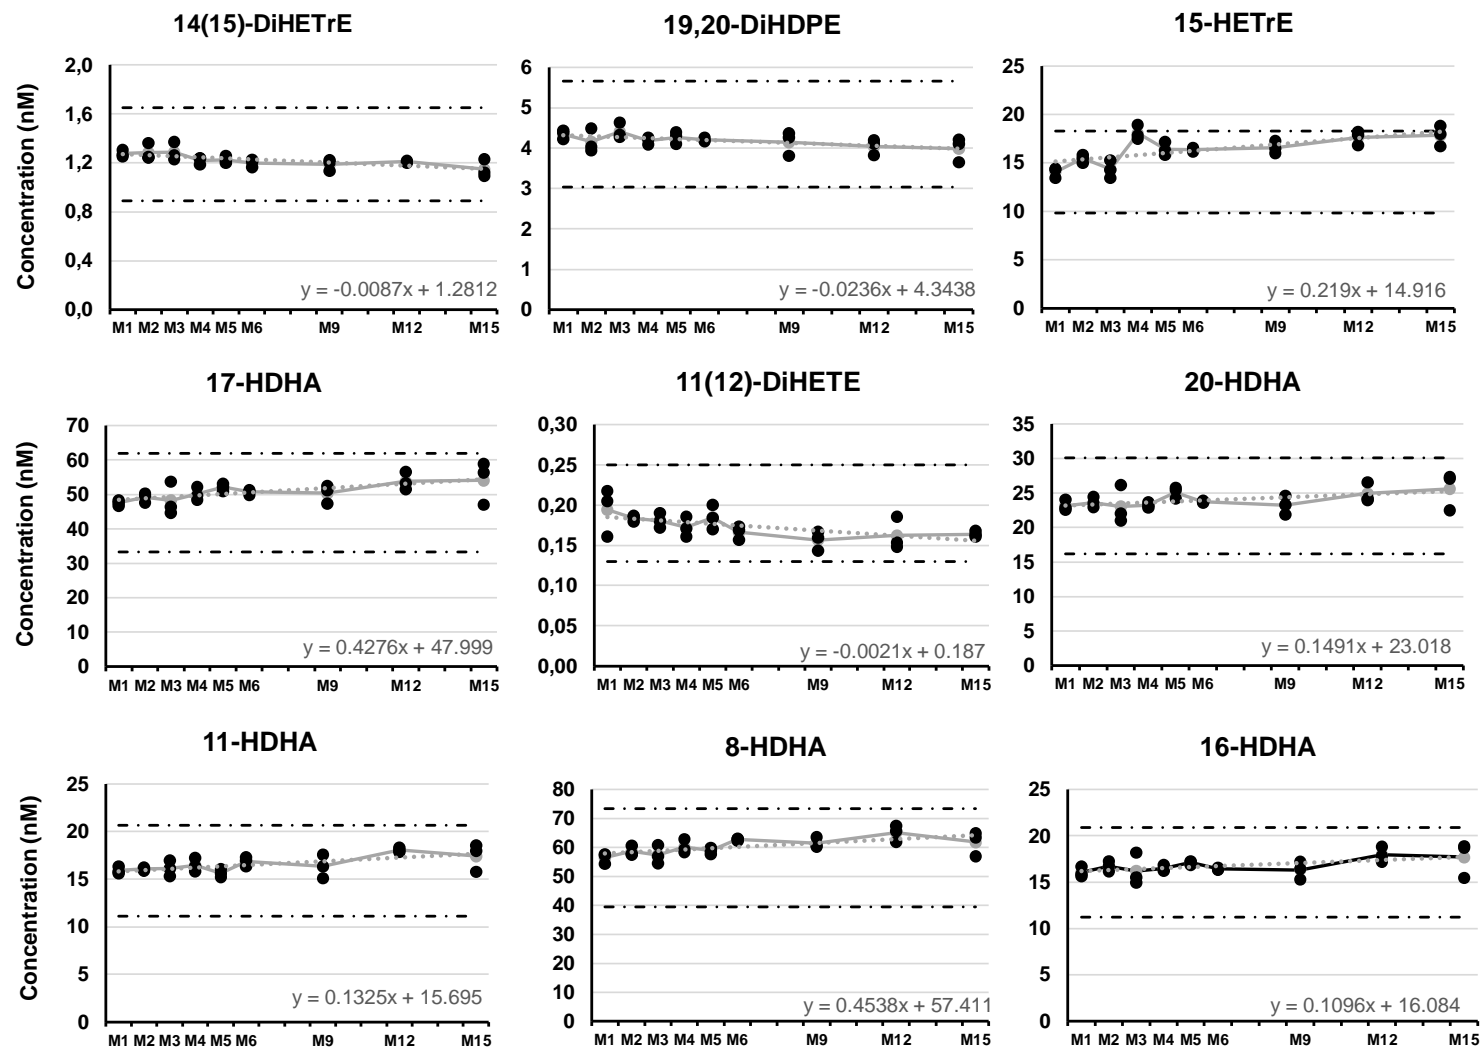 14(15)-DiHETrE
Concentration (nM)
2,0
1,6
1,2
0,8
0,4
0,0
y = -0.0087x + 1.2812
M1 M2 M3 M4 M5 M6 M9 M12 M15
19,20-DiHDPE
6
5
4
3
2
1
0
y = -0.0236x + 4.3438
M1 M2 M3 M4 M5 M6 M9 M12 M15
15-HETrE
25
20
15
10
5
0
y = 0.219x + 14.916
M1 M2 M3 M4 M5 M6 M9 M12 M15
17-HDHA
Concentration (nM)
70
60
50
40
30
20
10
0
y = 0.4276x + 47.999
M1 M2 M3 M4 M5 M6 M9 M12 M15
11(12)-DiHETE
0,30
0,25
0,20
0,15
0,10
0,05
0,00
y = -0.0021x + 0.187
M1 M2 M3 M4 M5 M6 M9 M12 M15
20-HDHA
35
30
25
20
15
10
5
0
y = 0.1491x + 23.018
M1 M2 M3 M4 M5 M6 M9 M12 M15
11-HDHA
Concentration (nM)
25
20
15
10
5
0
y = 0.1325x + 15.695
M1 M2 M3 M4 M5 M6 M9 M12 M15
8-HDHA
80
70
60
50
40
30
20
10
0
y = 0.4538x + 57.411
M1 M2 M3 M4 M5 M6 M9 M12 M15
16-HDHA
25
20
15
10
5
0
y = 0.1096x + 16.084
M1 M2 M3 M4 M5 M6 M9 M12 M15